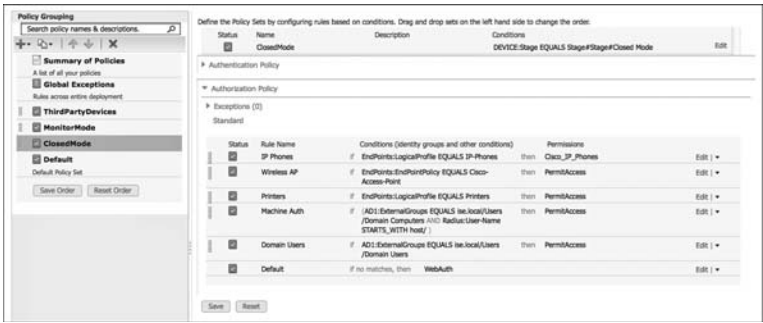 Policy Grouping
Search policy names & descriptions.
Summary of Policies
A list of all your policies
Global Exceptions
Rules across entire deployment
ThirdPartyDevices
MonitorMode
ClosedMode
Default
Default Policy Set
Save Order Reset Order
Define the Policy Sets by configuring rules based on conditions. Drag and drop sets on the left hand side to change the order.
Status Name Description Conditions
ClosedMode DEVICE:Stage EQUALS Stage#Stage#Closed Mode Edit
Authentication Policy
Authorization Policy
Exceptions (0)
Standard
Status Rule Name Conditions (identity groups and other conditions) Permissions
IP Phones if EndPoints:LogicalProfile EQUALS IP-Phones then Cisco_IP_Phones Edit |
Wireless AP if EndPoints:EndPointPolicy EQUALS Cisco-
Access-Point then PermitAccess Edit |
Printers if EndPoints:LogicalProfile EQUALS Printers then PermitAccess Edit |
Machine Auth if (AD1:ExternalGroups EQUALS ise.local/Users
/Domain Computers AND Radius:User-Name
STARTS_WITH host/ ) then PermitAccess Edit |
Domain Users if AD1:ExternalGroups EQUALS ise.local/Users
/Domain Users then PermitAccess Edit |
Default if no matches, then WebAuth Edit |
Save Reset